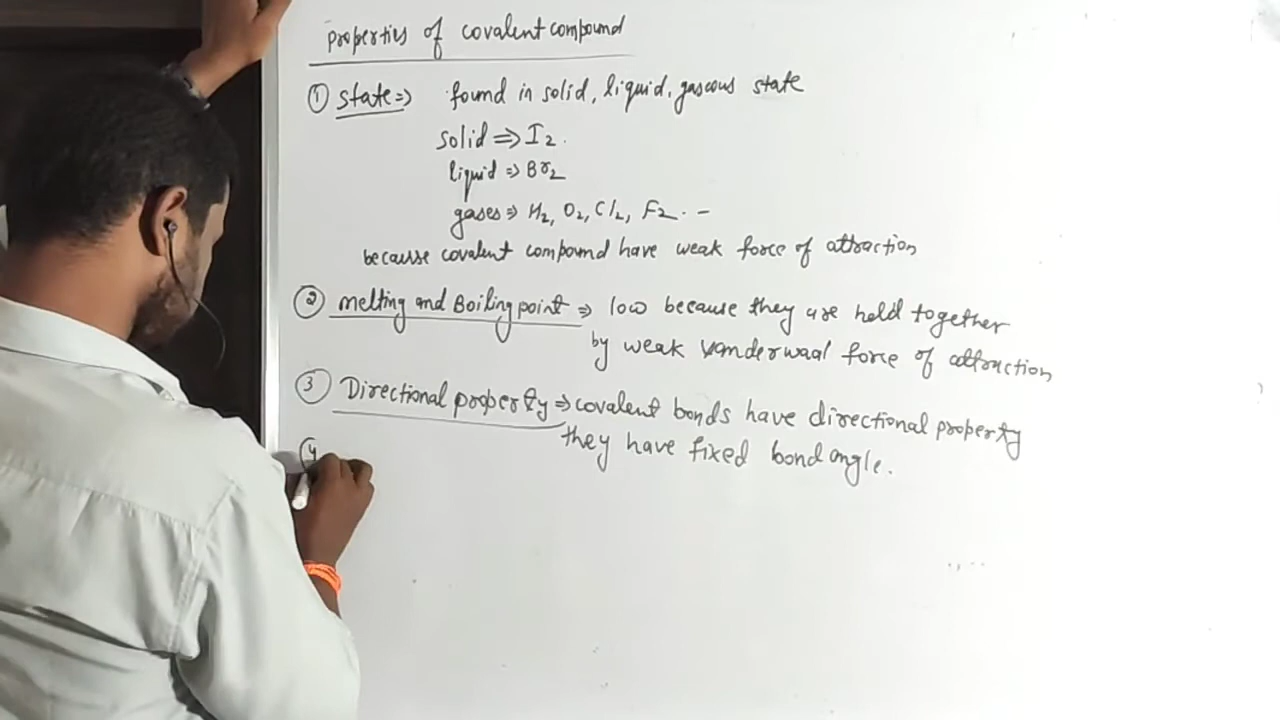 properties of covalent compound
① state ⇒ found in solid, liquid, gaseous state
solid ⇒ I₂.
liquid ⇒ Br₂
gases ⇒ H₂, O₂, Cl₂, F₂. -
because covalent compound have weak force of attraction
② melting and Boiling point ⇒ low because they are held together
by weak vanderwaal force of attraction
③ Directional property ⇒ covalent bonds have directional property
they have fixed bond angle.
④